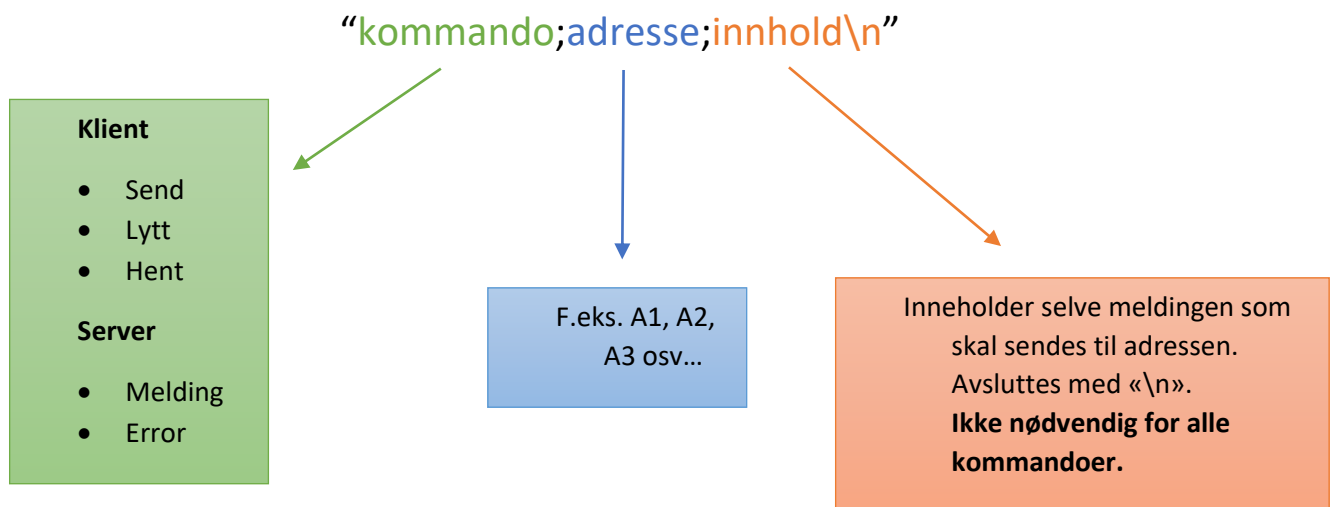 “kommando;adresse;innhold\n”
Klient
• Send
• Lytt
• Hent
Server
• Melding
• Error
F.eks. A1, A2,
A3 osv…
Inneholder selve meldingen som
skal sendes til adressen.
Avsluttes med «\n».
Ikke nødvendig for alle
kommandoer.